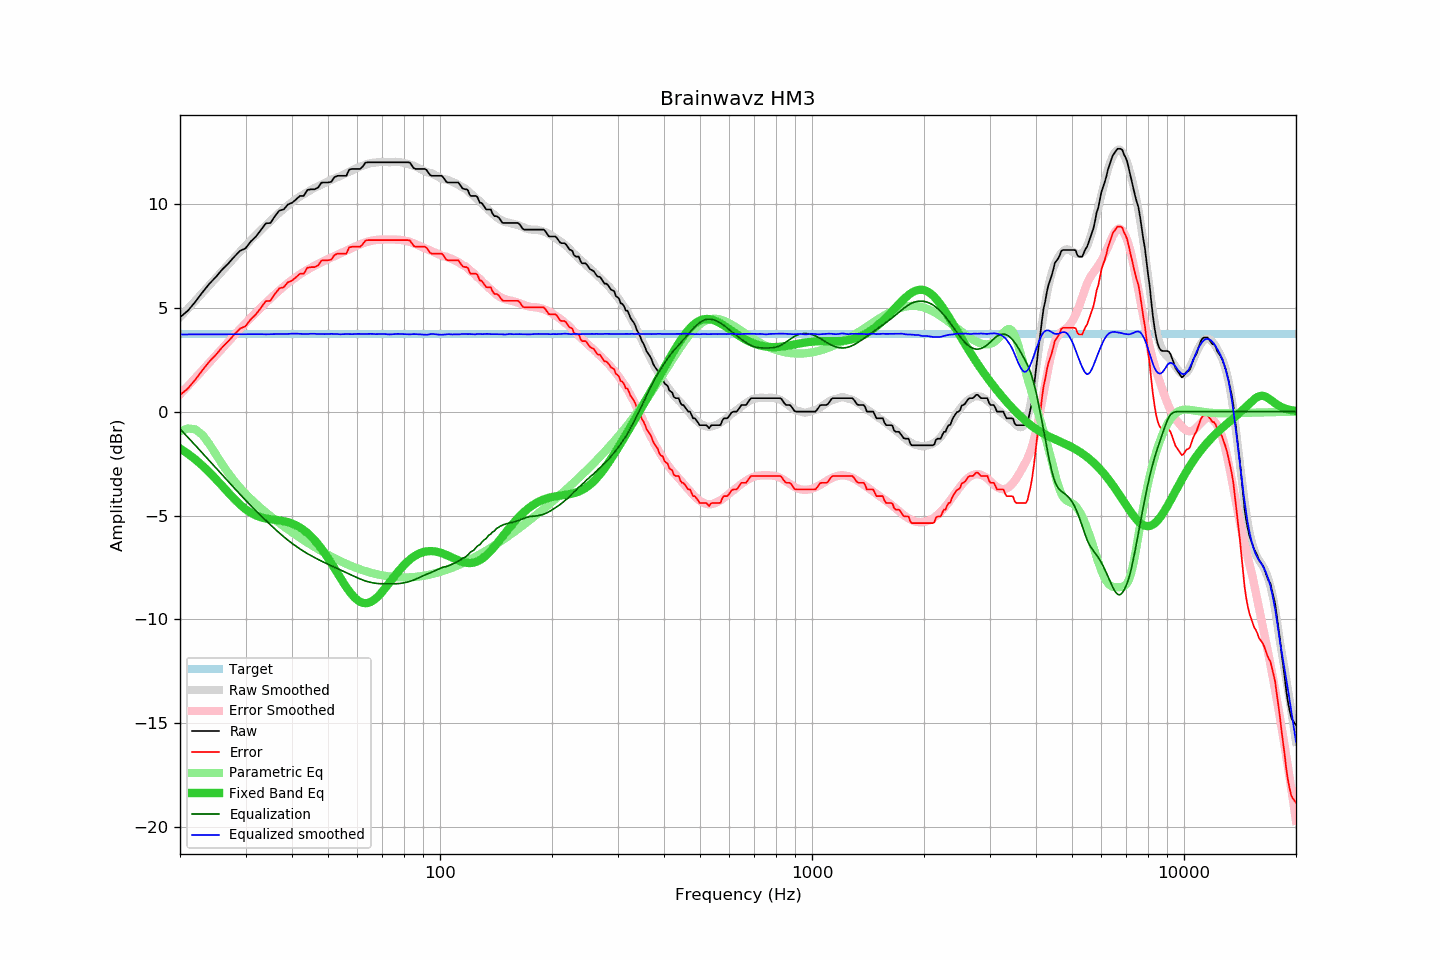 Brainwavz HM3
Amplitude (dBr)
10
5
0
−5
−10
−15
−20
Target
Raw Smoothed
Error Smoothed
Raw
Error
Parametric Eq
Fixed Band Eq
Equalization
Equalized smoothed
100
1000
10000
Frequency (Hz)